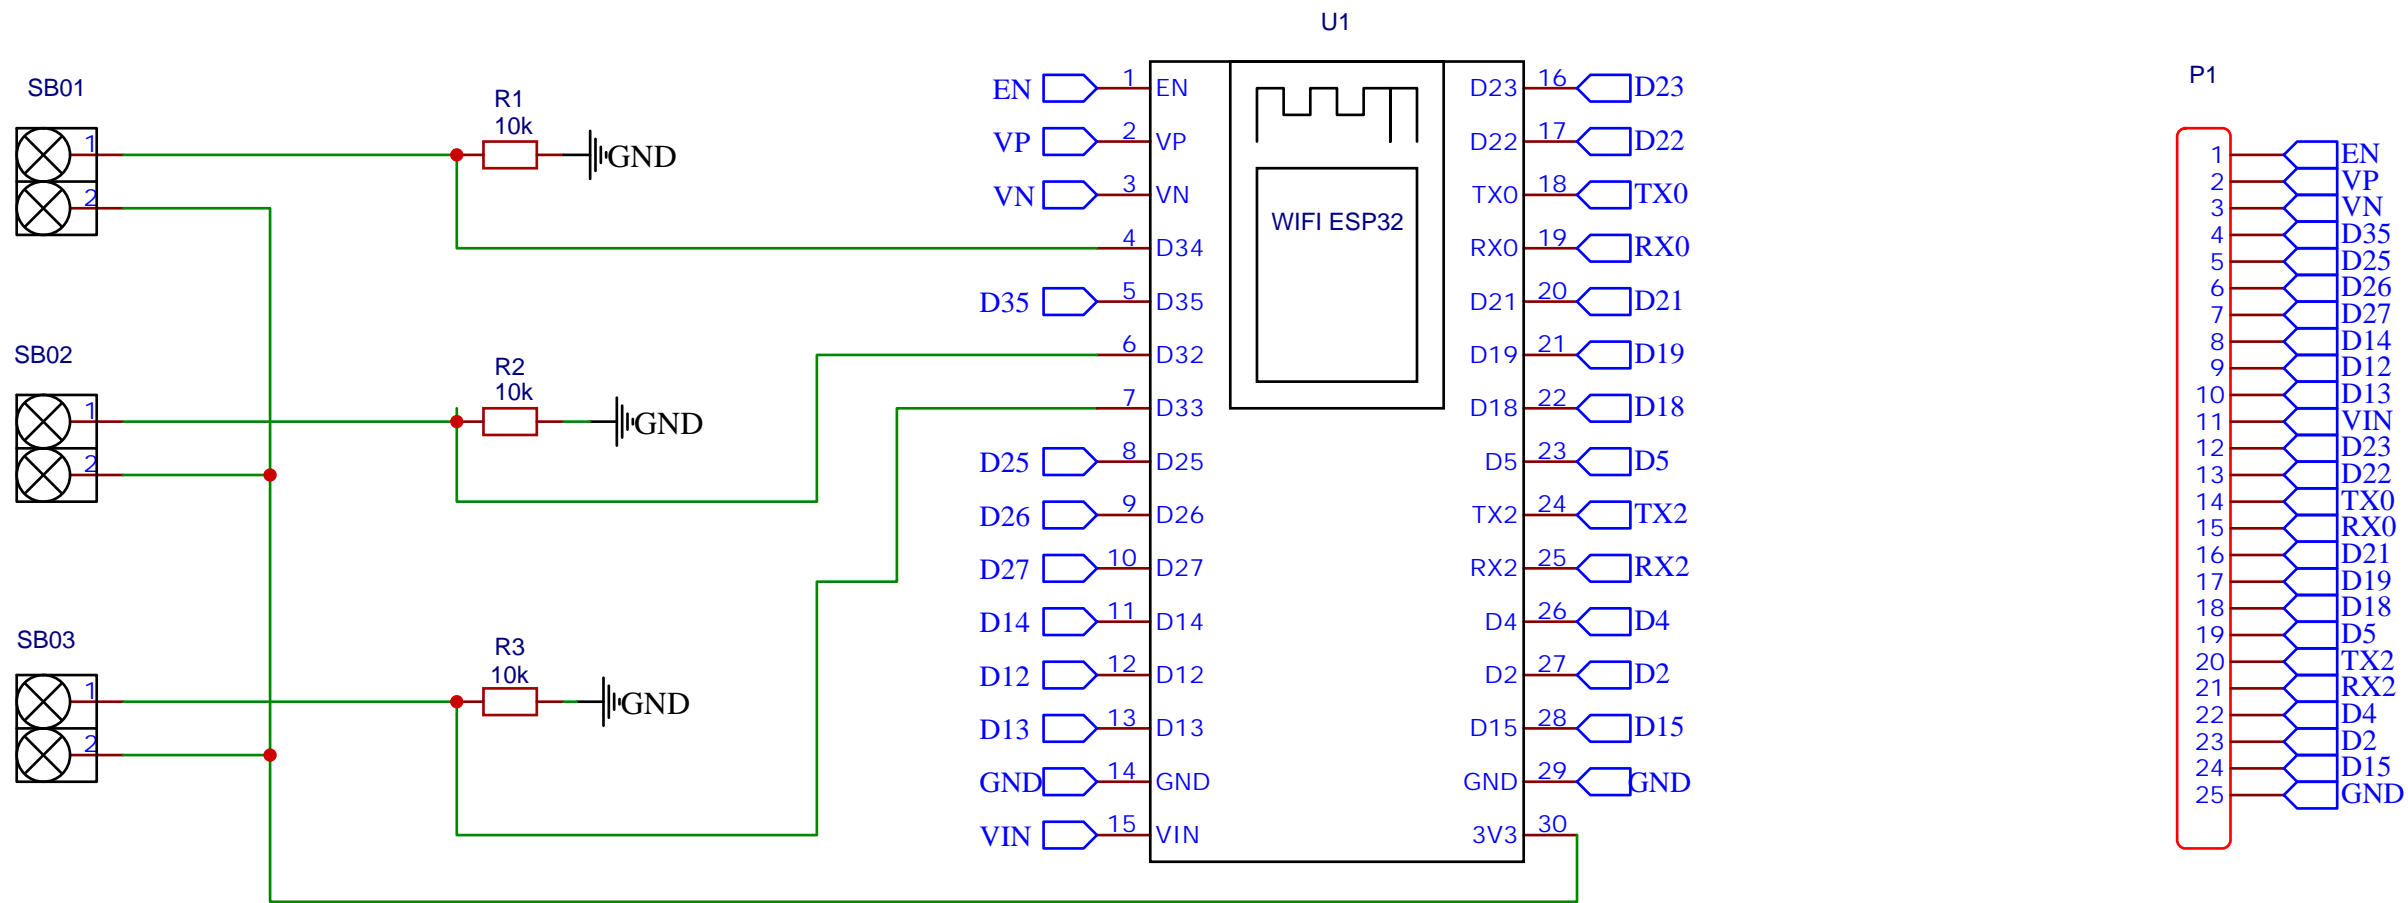 U1
SB01
1
2
R1
10k
GND
SB02
1
2
R2
10k
GND
SB03
1
2
R3
10k
GND
EN 1 EN
VP 2 VP
VN 3 VN
4 D34
D35 5 D35
6 D32
7 D33
D25 8 D25
D26 9 D26
D27 10 D27
D14 11 D14
D12 12 D12
D13 13 D13
GND 14 GND
VIN 15 VIN
WIFI ESP32
D23 16 D23
D22 17 D22
TX0 18 TX0
RX0 19 RX0
D21 20 D21
D19 21 D19
D18 22 D18
D5 23 D5
TX2 24 TX2
RX2 25 RX2
D4 26 D4
D2 27 D2
D15 28 D15
GND 29 GND
3V3 30
P1
1 EN
2 VP
3 VN
4 D35
5 D25
6 D26
7 D27
8 D14
9 D12
10 D13
11 VIN
12 D23
13 D22
14 TX0
15 RX0
16 D21
17 D19
18 D18
19 D5
20 TX2
21 RX2
22 D4
23 D2
24 D15
25 GND